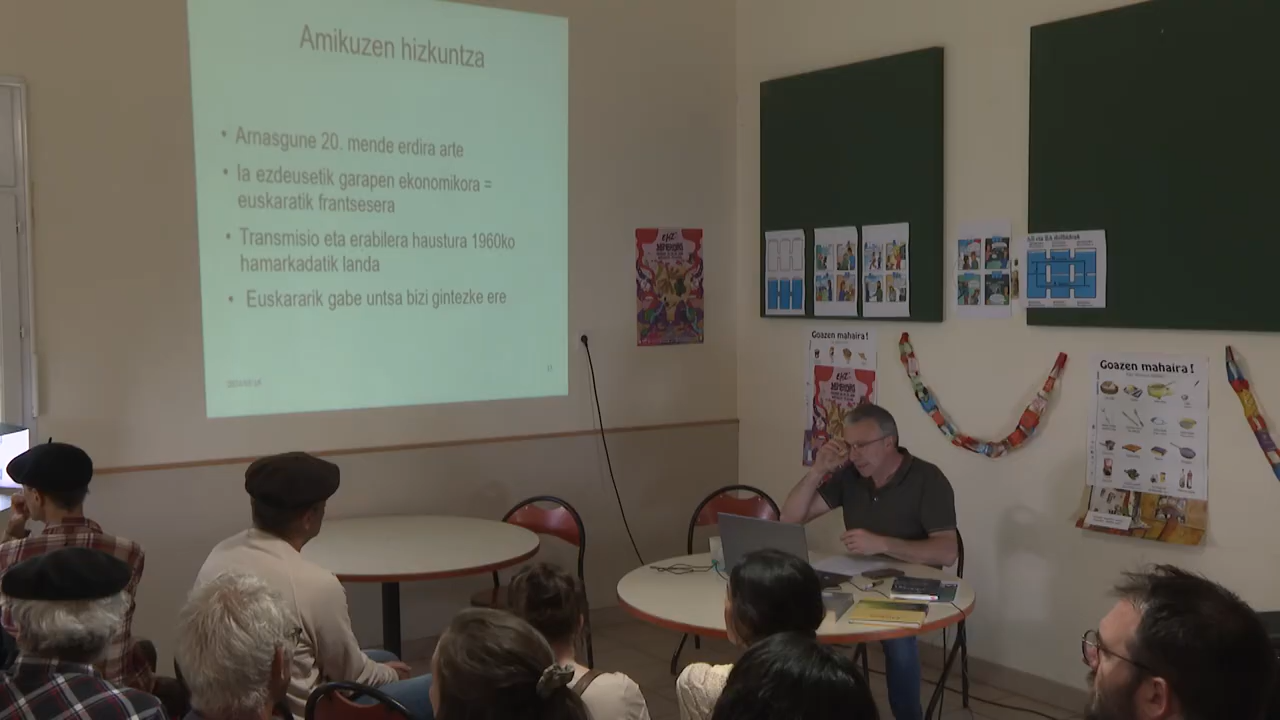 Amikuzen hizkuntza
• Arnasgune 20. mende erdira arte
• Ia ezdeusetik garapen ekonomikora =
euskaratik frantsesera
• Transmisio eta erabilera haustura 1960ko
hamarkadatik landa
• Euskararik gabe untsa bizi gintezke ere
Goazen mahaira!
Goazen mahaira!